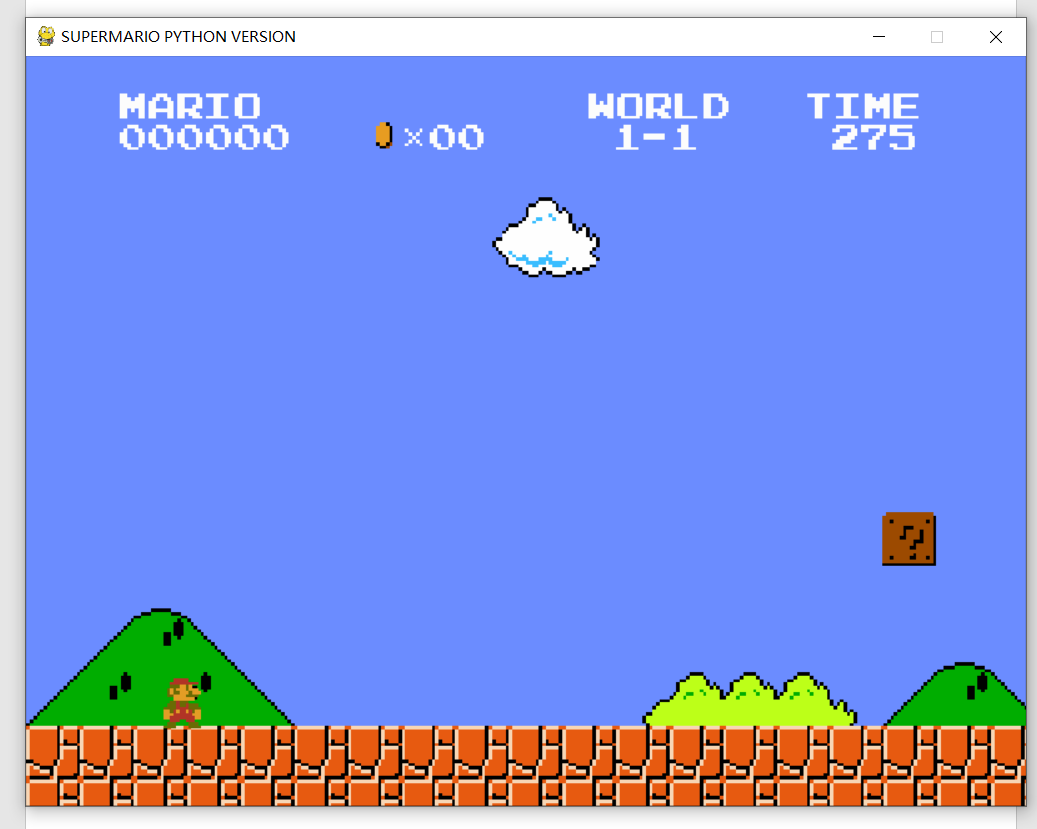 SUPERMARIO PYTHON VERSION
MARIO WORLD TIME
000000 ×00 1-1 275
?